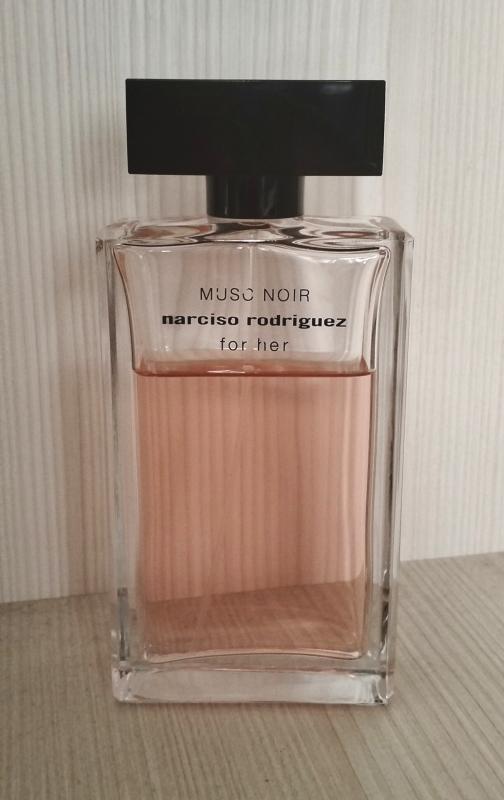 MUSC NOIR
narciso rodriguez
for her